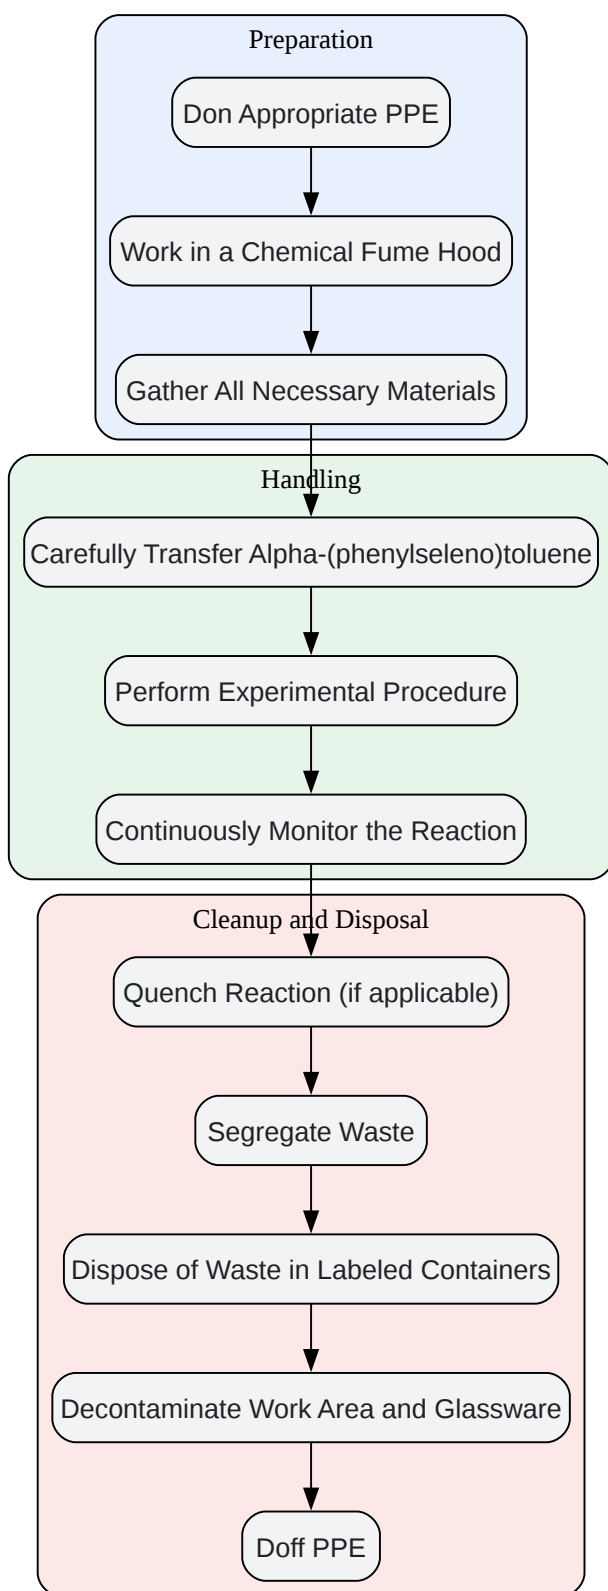 Preparation
Don Appropriate PPE
Work in a Chemical Fume Hood
Gather All Necessary Materials
Handling
Carefully Transfer Alpha-(phenylseleno)toluene
Perform Experimental Procedure
Continuously Monitor the Reaction
Cleanup and Disposal
Quench Reaction (if applicable)
Segregate Waste
Dispose of Waste in Labeled Containers
Decontaminate Work Area and Glassware
Doff PPE